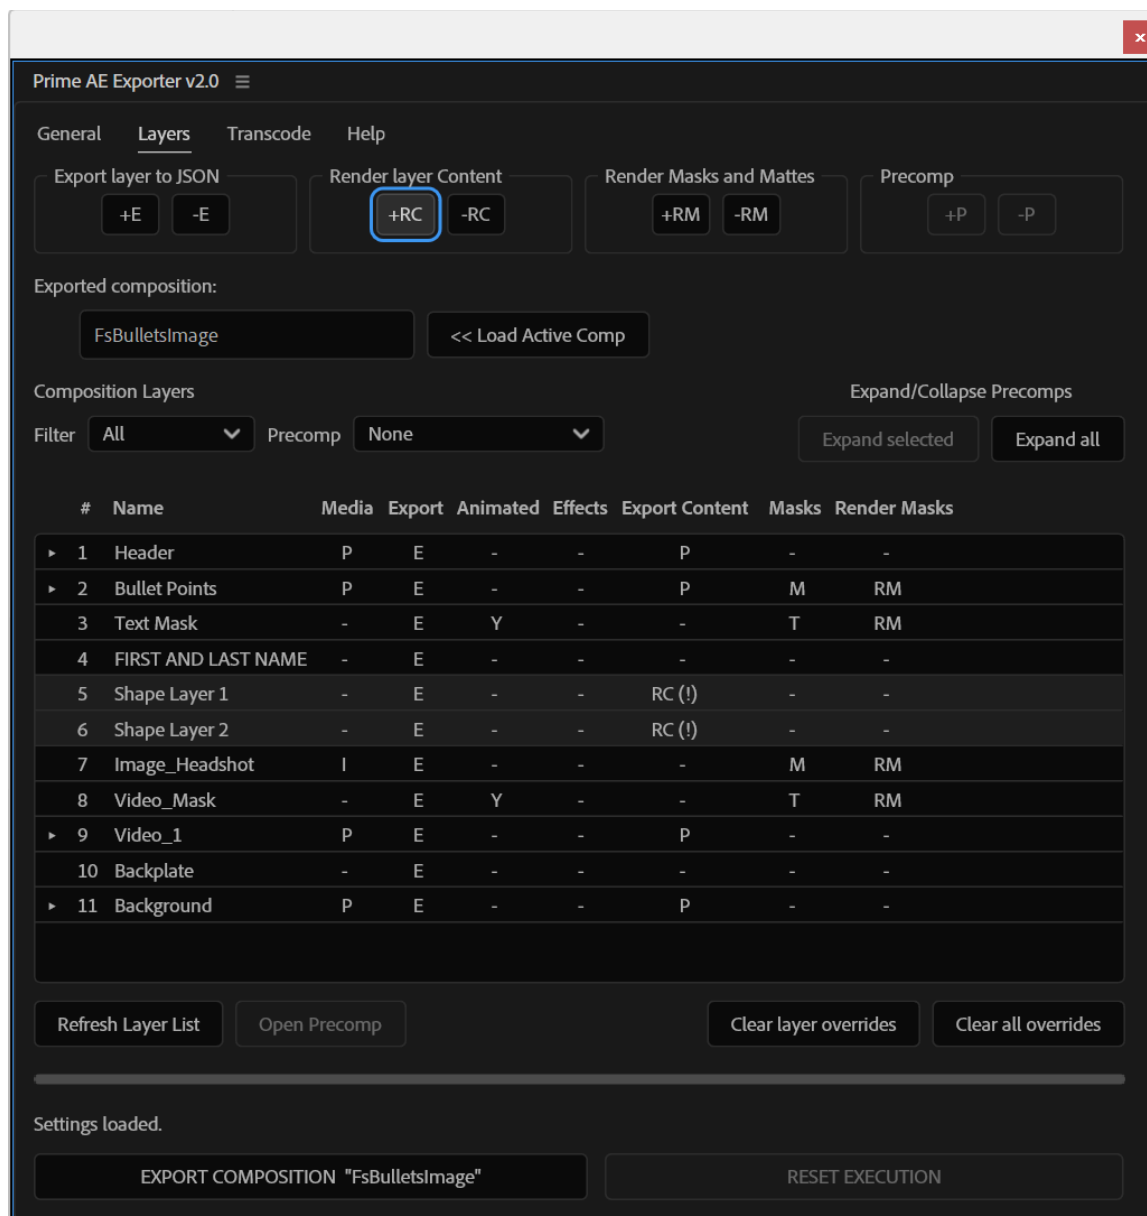 ×
Prime AE Exporter v2.0 ☰
General Layers Transcode Help
Export layer to JSON Render layer Content Render Masks and Mattes Precomp
+E -E +RC -RC +RM -RM +P -P
Exported composition:
FsBulletsImage << Load Active Comp
Composition Layers Expand/Collapse Precomps
Filter All Precomp None Expand selected Expand all
# Name Media Export Animated Effects Export Content Masks Render Masks
▸ 1 Header P E - - P - -
▸ 2 Bullet Points P E - - P M RM
3 Text Mask - E Y - - T RM
4 FIRST AND LAST NAME - E - - - - -
5 Shape Layer 1 - E - - RC (!) - -
6 Shape Layer 2 - E - - RC (!) - -
7 Image_Headshot I E - - - M RM
8 Video_Mask - E Y - - T RM
▸ 9 Video_1 P E - - P - -
10 Backplate - E - - - - -
▸ 11 Background P E - - P - -
Refresh Layer List Open Precomp Clear layer overrides Clear all overrides
Settings loaded.
EXPORT COMPOSITION "FsBulletsImage" RESET EXECUTION